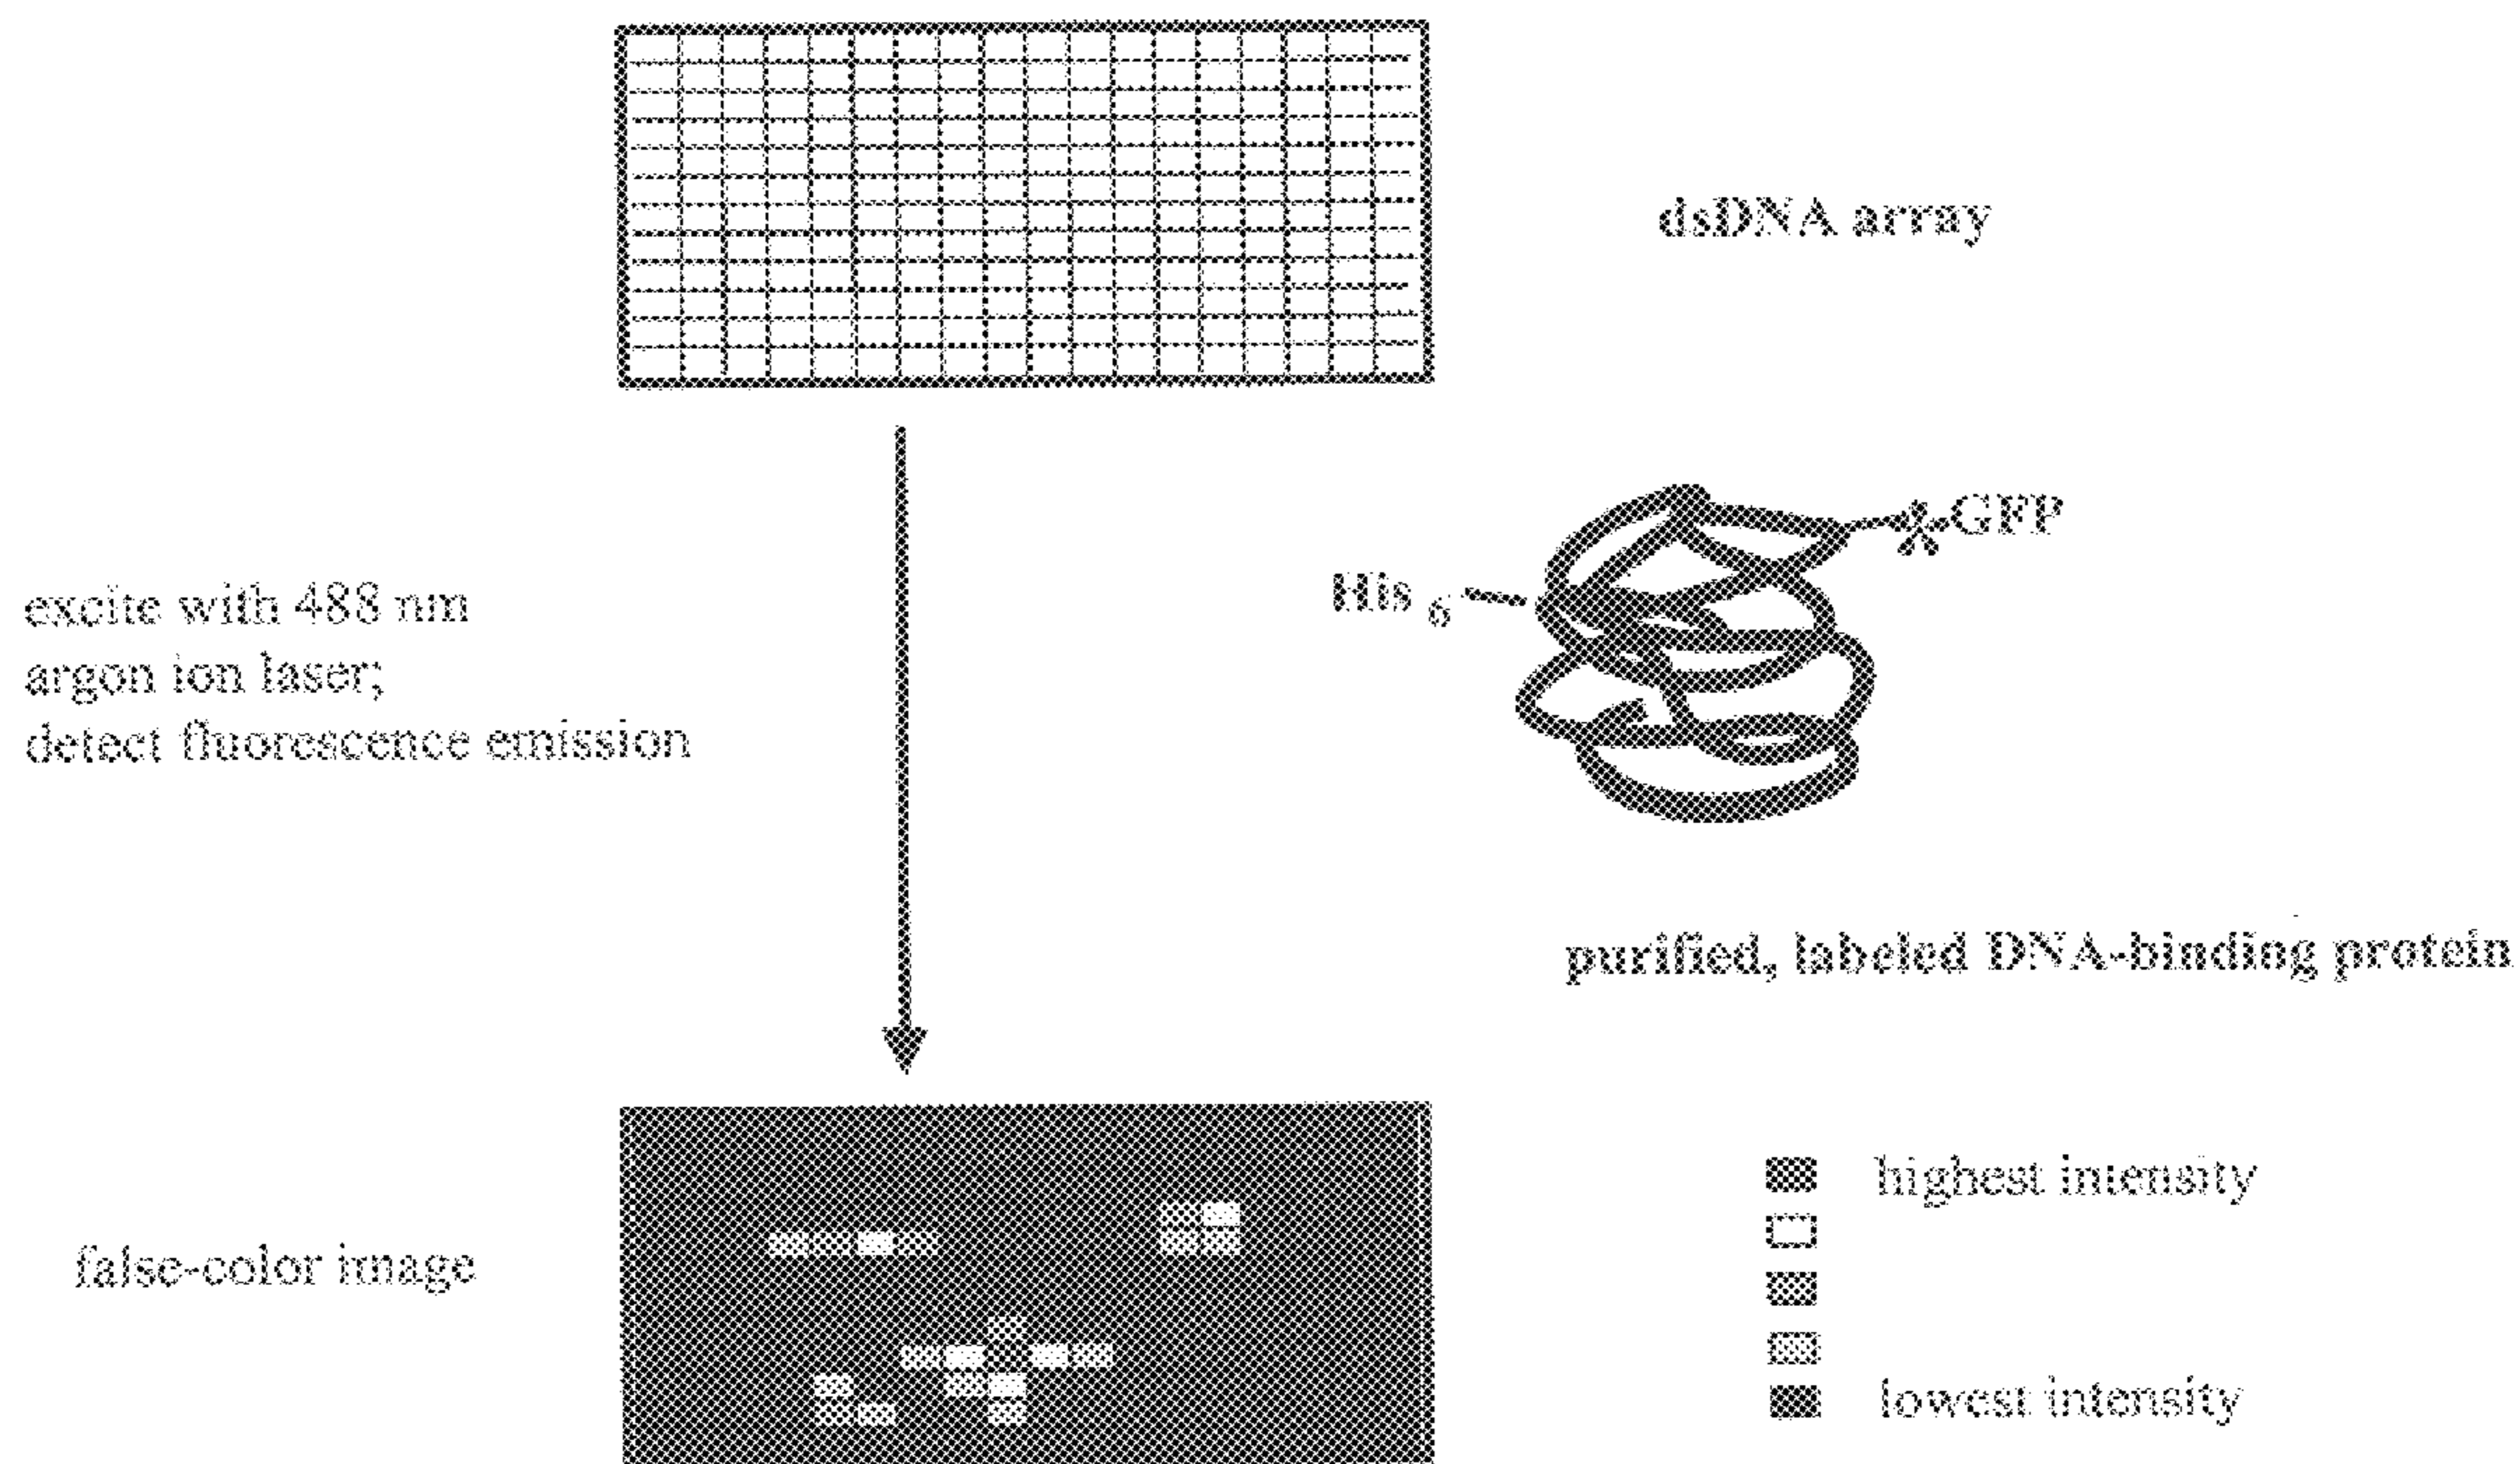 dsDNA array
GFP
His 6
excite with 488 nm
argon ion laser;
detect fluorescence emission
purified, labeled DNA-binding protein
highest intensity
false-color image
lowest intensity